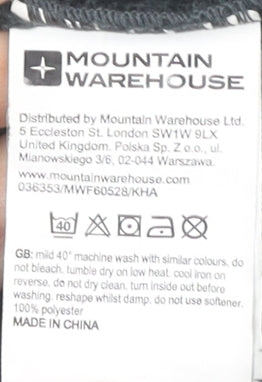 MOUNTAIN
WAREHOUSE
Distributed by Mountain Warehouse Ltd.
5 Eccleston St. London SW1W 9LX
United Kingdom. Polska Sp. Z o.o., ul.
Mianowskiego 3/6, 02-044 Warszawa.
www.mountainwarehouse.com
036353/MWF60528/KHA
40
GB: mild 40° machine wash with similar colours. do
not bleach. tumble dry on low heat. cool iron on
reverse. do not dry clean. turn inside out before
washing. reshape whilst damp. do not use softener.
100% polyester
MADE IN CHINA